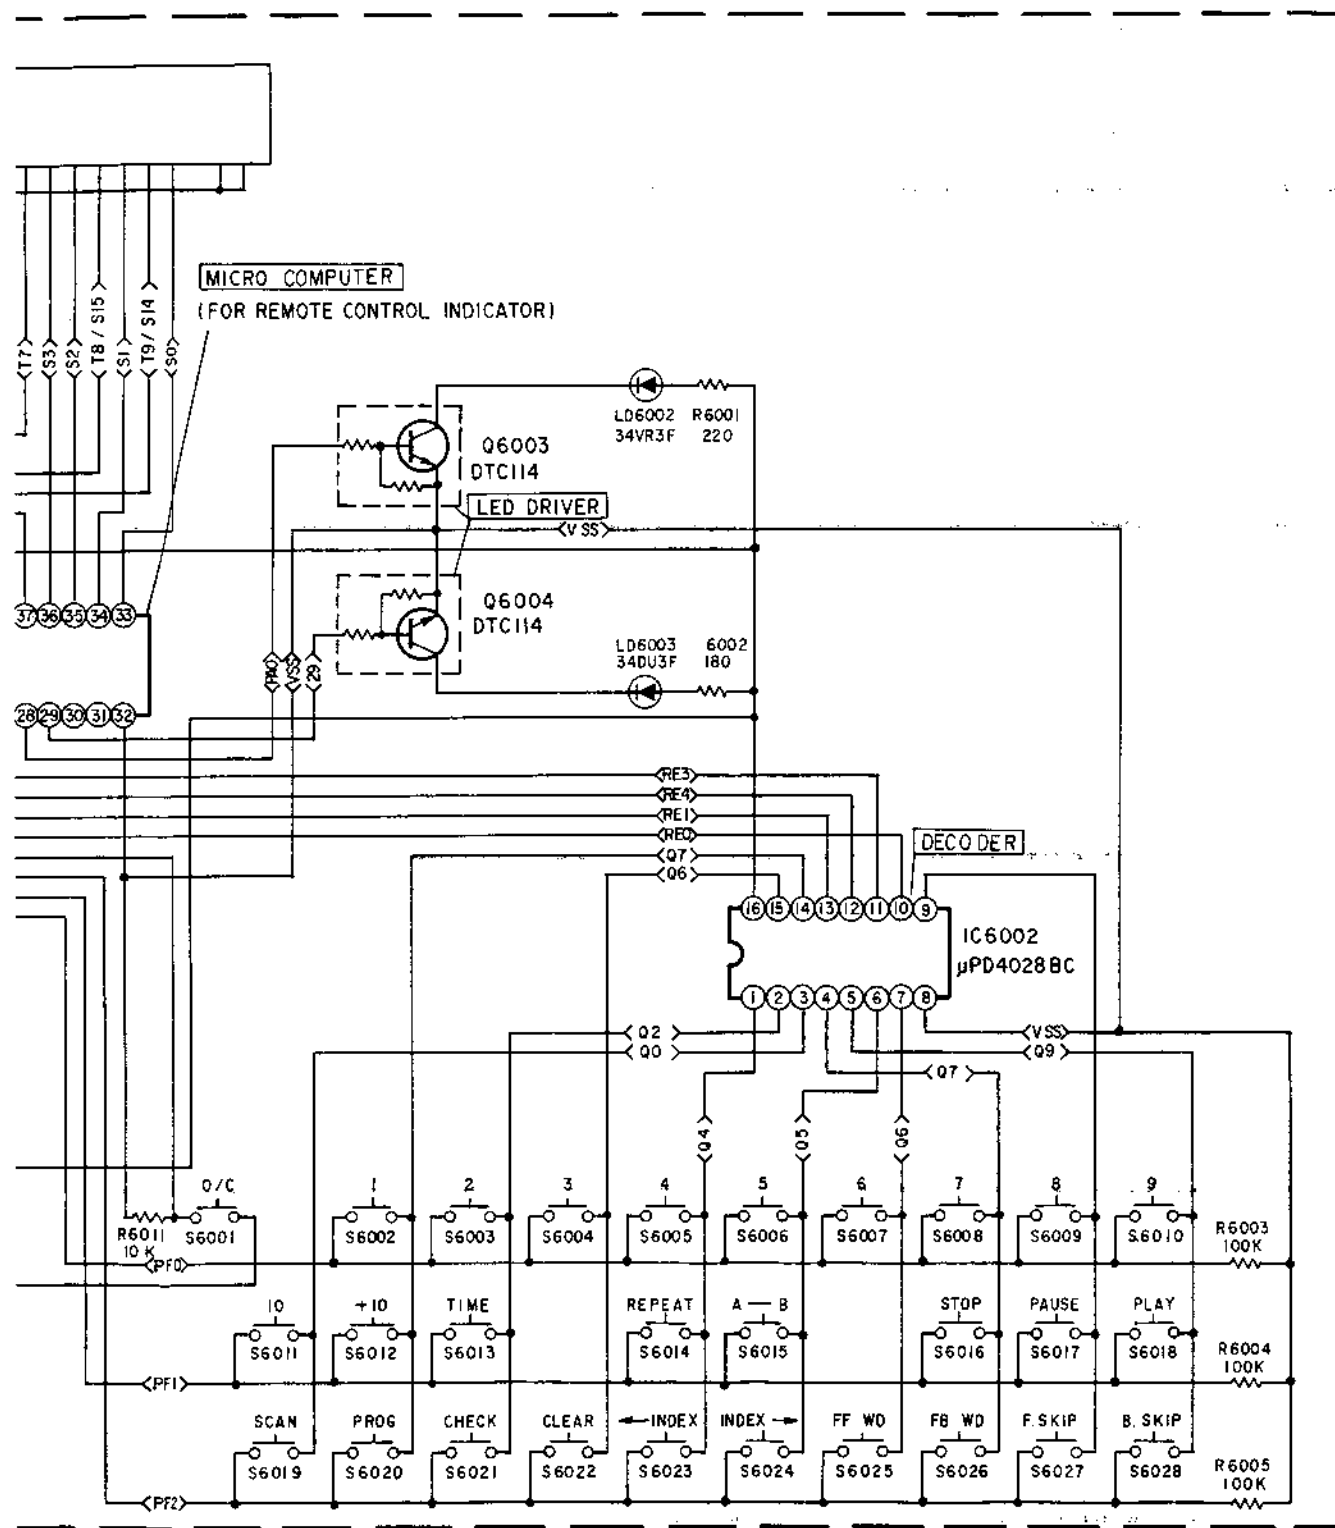 MICRO COMPUTER
(FOR REMOTE CONTROL INDICATOR)
T7
S3
S2
T8 / S15
S1
T9 / S14
S0
LD6002 R6001
34VR3F 220
Q6003
DTC114
LED DRIVER
VSS
Q6004
DTC114
LD6003 6002
34DU3F 180
37 36 35 34 33
PA0
VSS
29
28 29 30 31 32
RE3
RE4
RE1
RE0
DECODER
Q7
Q6
16 15 14 13 12 11 10 9
IC6002
µPD4028BC
1 2 3 4 5 6 7 8
Q2
VSS
Q0
Q9
Q7
Q4
Q5
Q6
O/C 1 2 3 4 5 6 7 8 9
R6011
10K
S6001 S6002 S6003 S6004 S6005 S6006 S6007 S6008 S6009 S6010
R6003
100K
PF0
10 +10 TIME REPEAT A — B STOP PAUSE PLAY
S6011 S6012 S6013 S6014 S6015 S6016 S6017 S6018
R6004
100K
PF1
SCAN PROG CHECK CLEAR ←INDEX INDEX→ FF WD FB WD F.SKIP B.SKIP
S6019 S6020 S6021 S6022 S6023 S6024 S6025 S6026 S6027 S6028
R6005
100K
PF2